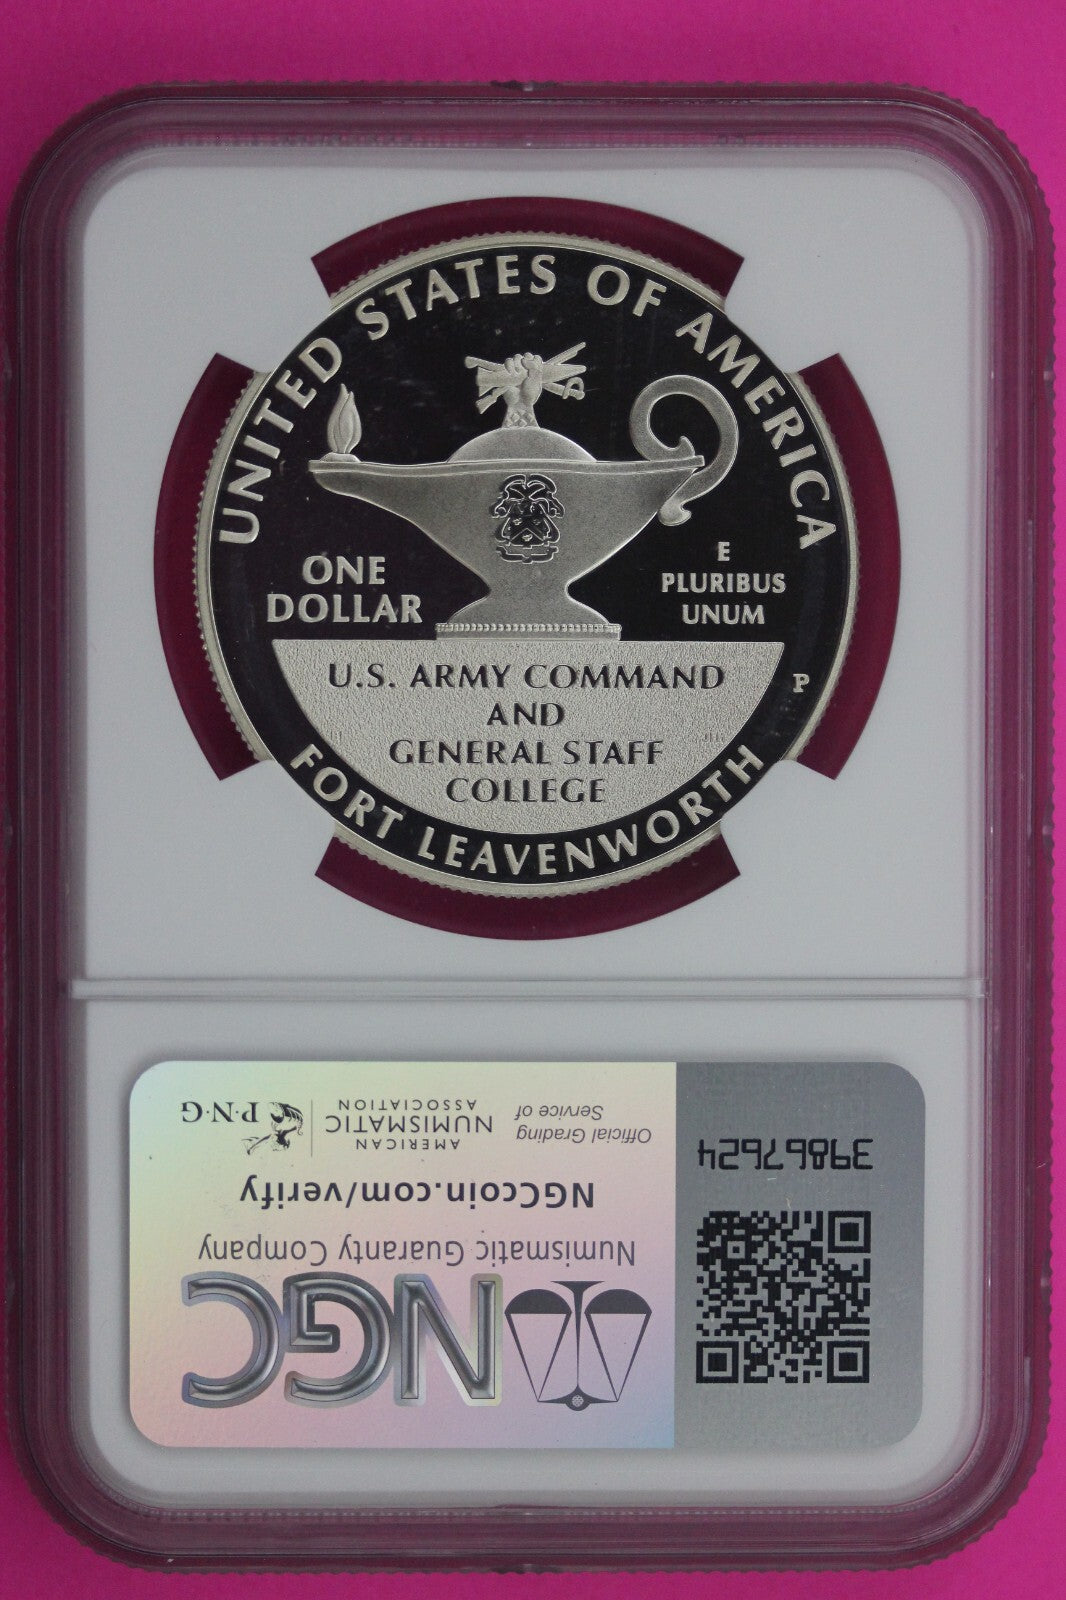 UNITED STATES OF AMERICA
ONE
DOLLAR
E
PLURIBUS
UNUM
P
U.S. ARMY COMMAND
AND
GENERAL STAFF
COLLEGE
FORT LEAVENWORTH
NGC
Numismatic Guaranty Company
NGCcoin.com/verify
Official Grading
Service of
AMERICAN
NUMISMATIC
ASSOCIATION
P·N·G
39867624